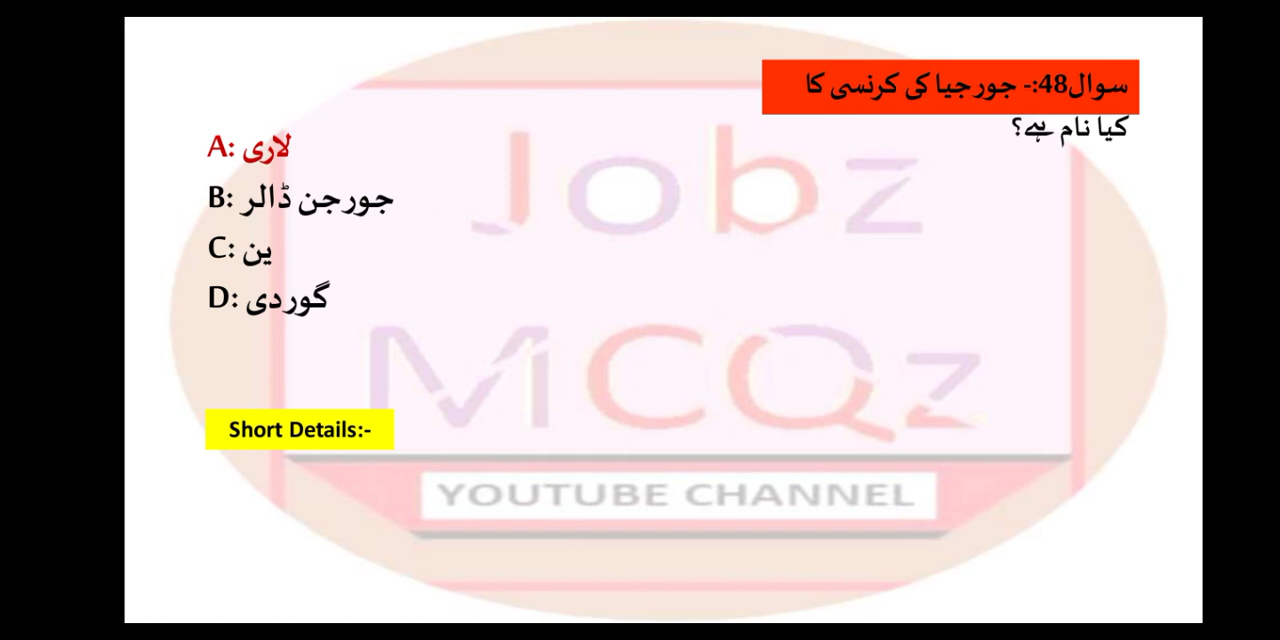 سوال48:- جورجیا کی کرنسی کا
کیا نام ہے؟
A: لاری
B: جورجن ڈالر
C: ین
D: گوردی
Short Details:-
Jobz
MCQz
YOUTUBE CHANNEL